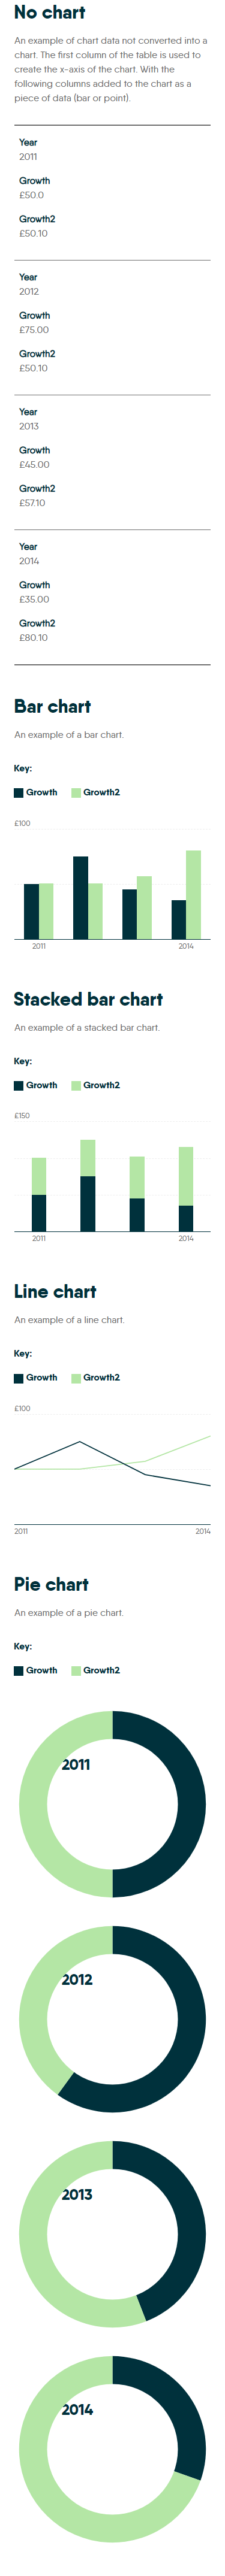 No chart
An example of chart data not converted into a
chart. The first column of the table is used to
create the x-axis of the chart. With the
following columns added to the chart as a
piece of data (bar or point).
Year
2011
Growth
£50.0
Growth2
£50.10
Year
2012
Growth
£75.00
Growth2
£50.10
Year
2013
Growth
£45.00
Growth2
£57.10
Year
2014
Growth
£35.00
Growth2
£80.10
Bar chart
An example of a bar chart.
Key:
Growth Growth2
£100
2011 2014
Stacked bar chart
An example of a stacked bar chart.
Key:
Growth Growth2
£150
2011 2014
Line chart
An example of a line chart.
Key:
Growth Growth2
£100
2011 2014
Pie chart
An example of a pie chart.
Key:
Growth Growth2
2011
2012
2013
2014